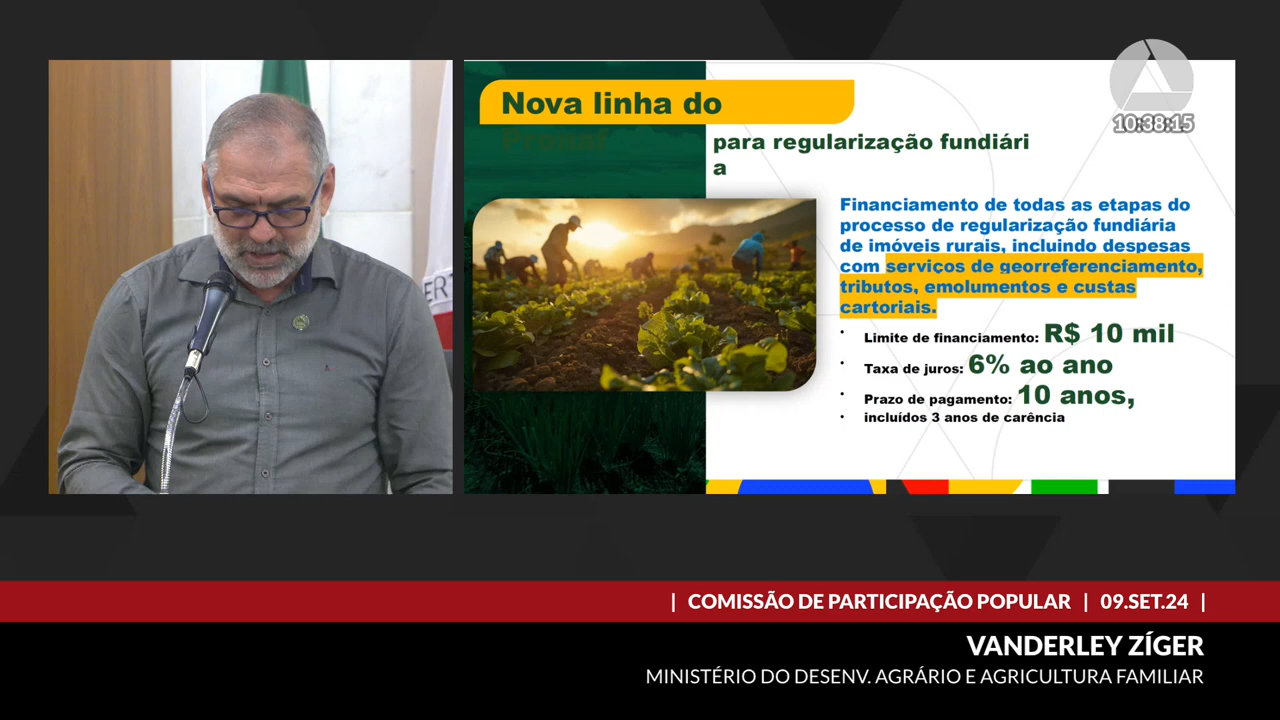 10:38:15
Nova linha do
Pronaf
para regularização fundiári
a
Financiamento de todas as etapas do
processo de regularização fundiária
de imóveis rurais, incluindo despesas
com serviços de georreferenciamento,
tributos, emolumentos e custas
cartoriais.
• Limite de financiamento: R$ 10 mil
• Taxa de juros: 6% ao ano
• Prazo de pagamento: 10 anos,
• incluídos 3 anos de carência
ER
| COMISSÃO DE PARTICIPAÇÃO POPULAR | 09.SET.24 |
VANDERLEY ZÍGER
MINISTÉRIO DO DESENV. AGRÁRIO E AGRICULTURA FAMILIAR